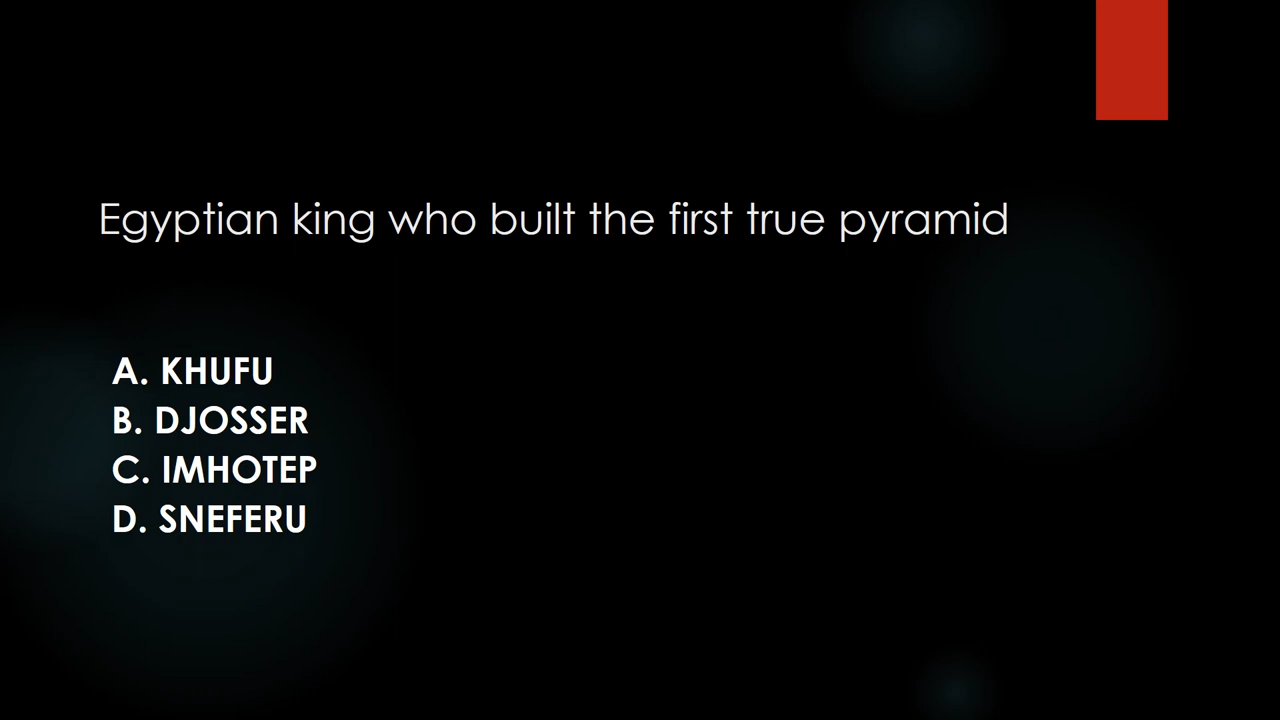 Egyptian king who built the first true pyramid
A. KHUFU
B. DJOSSER
C. IMHOTEP
D. SNEFERU